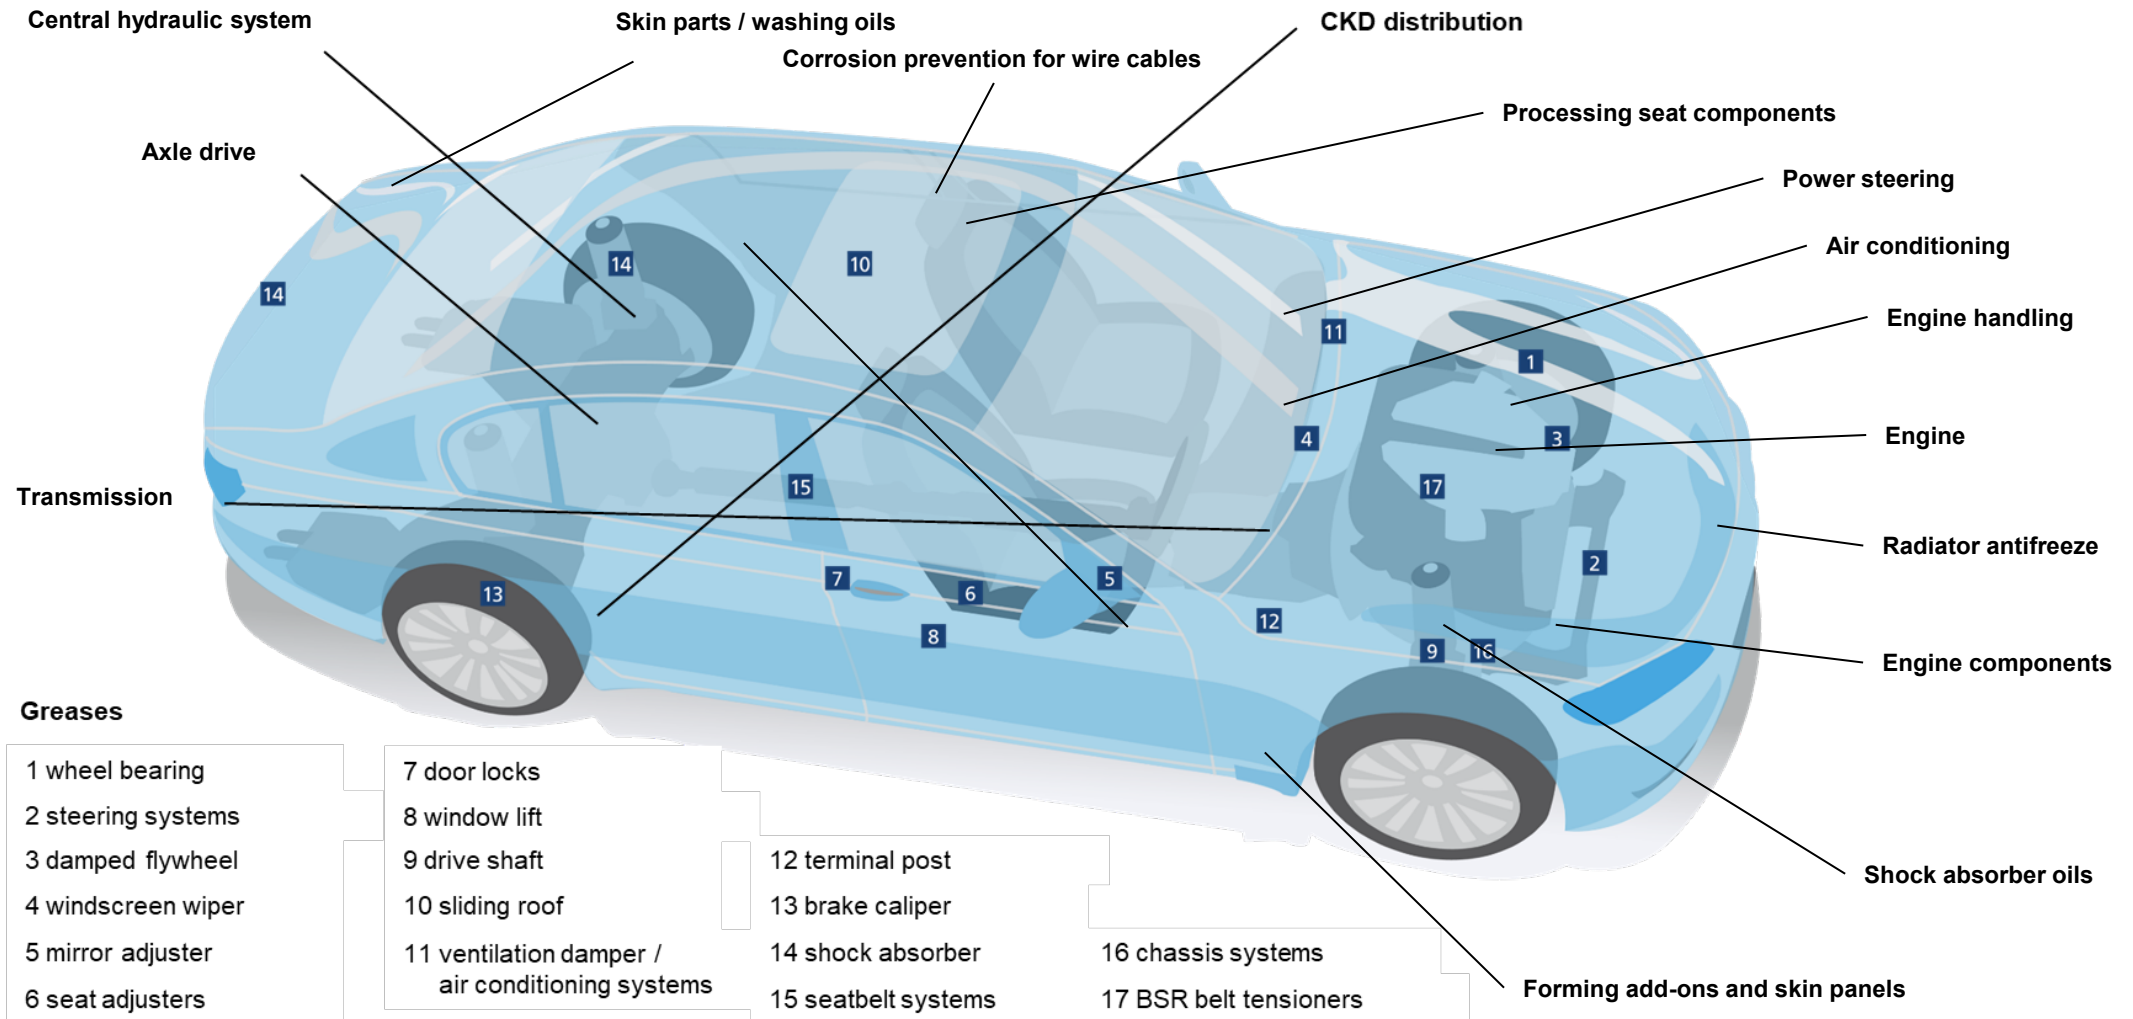 Central hydraulic system
Skin parts / washing oils
CKD distribution
Corrosion prevention for wire cables
Processing seat components
Axle drive
Power steering
Air conditioning
14
10
14
Engine handling
11
1
Engine
4
3
Transmission
15
17
Radiator antifreeze
2
7
5
13
6
12
8
9
16
Engine components
Greases
1 wheel bearing
2 steering systems
3 damped flywheel
4 windscreen wiper
5 mirror adjuster
6 seat adjusters
7 door locks
8 window lift
9 drive shaft
10 sliding roof
11 ventilation damper /
air conditioning systems
12 terminal post
13 brake caliper
14 shock absorber
15 seatbelt systems
16 chassis systems
17 BSR belt tensioners
Shock absorber oils
Forming add-ons and skin panels